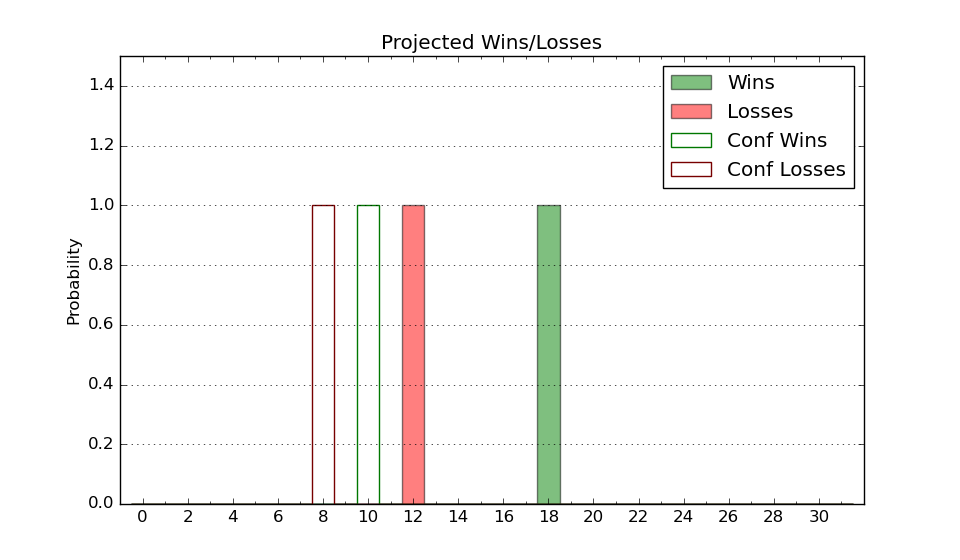 Projected Wins/Losses
Probability
1.4
1.2
1.0
0.8
0.6
0.4
0.2
0.0
0 2 4 6 8 10 12 14 16 18 20 22 24 26 28 30
Wins
Losses
Conf Wins
Conf Losses